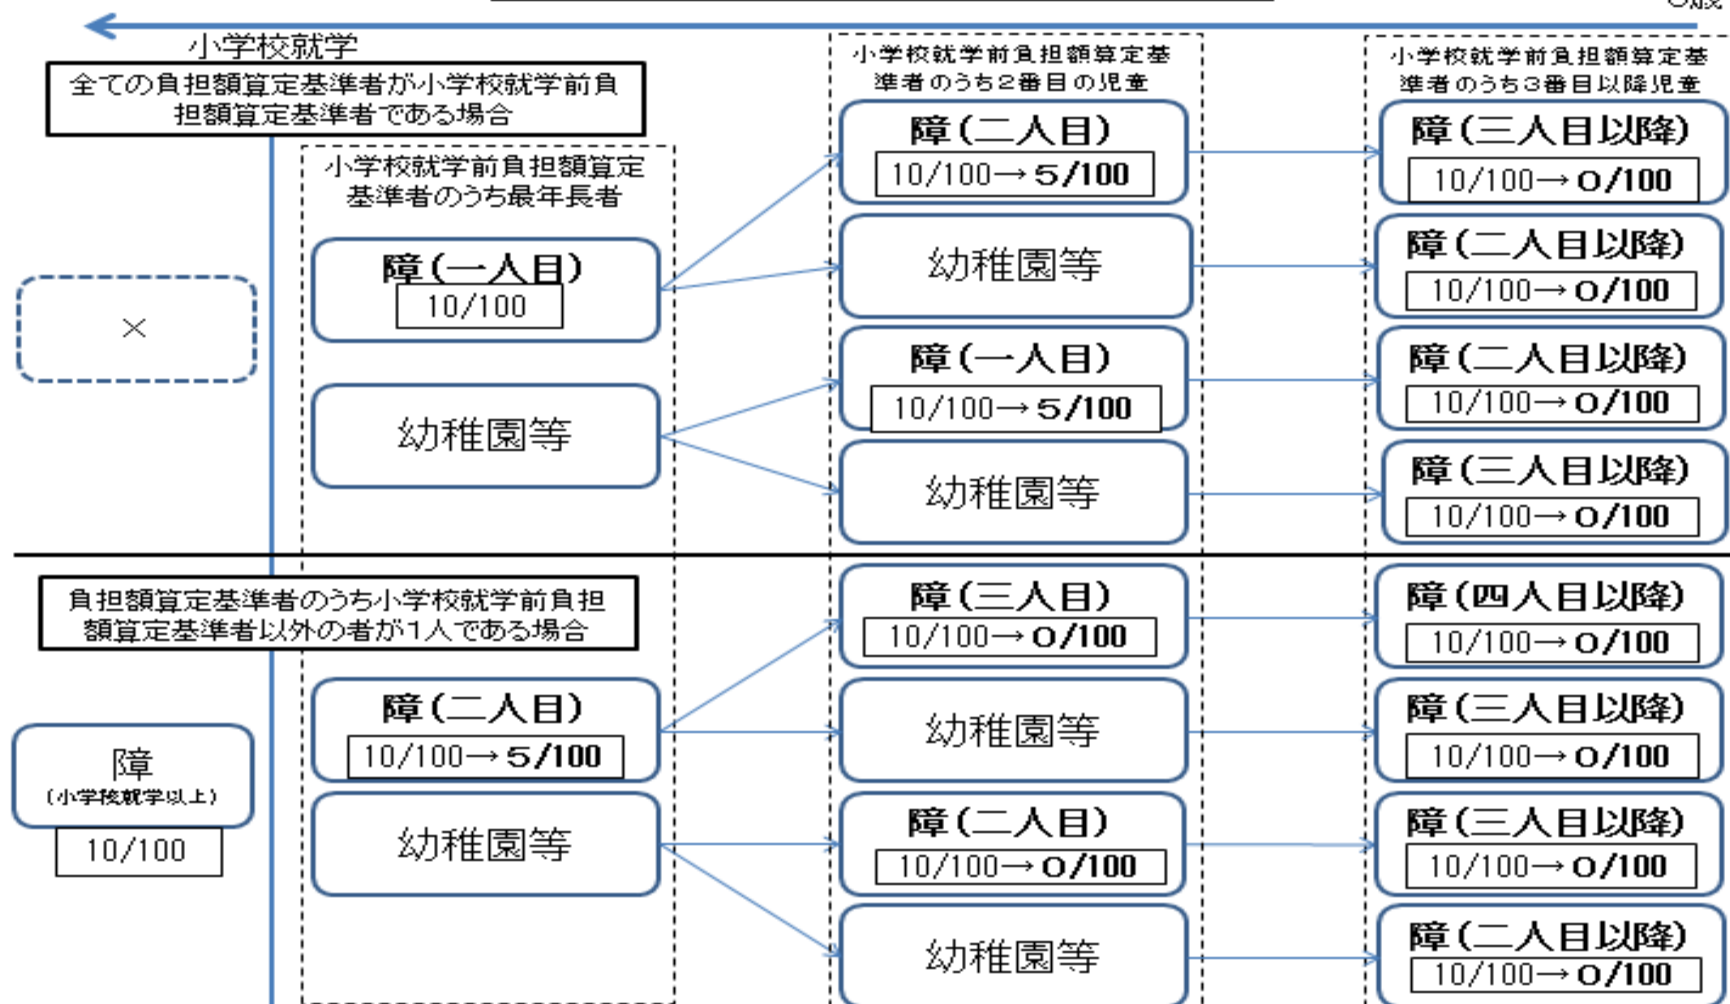 小学校就学
全ての負担額算定基準者が小学校就学前負
担額算定基準者である場合
×
小学校就学前負担額算定
基準者のうち最年長者
障(一人目)
10/100
幼稚園等
小学校就学前負担額算定基
準者のうち2番目の児童
障(二人目)
10/100→5/100
幼稚園等
障(一人目)
10/100→5/100
幼稚園等
小学校就学前負担額算定基
準者のうち3番目以降児童
障(三人目以降)
10/100→0/100
障(二人目以降)
10/100→0/100
障(二人目以降)
10/100→0/100
障(三人目以降)
10/100→0/100
負担額算定基準者のうち小学校就学前負担
額算定基準者以外の者が1人である場合
障
(小学校就学以上)
10/100
障(二人目)
10/100→5/100
幼稚園等
障(三人目)
10/100→0/100
幼稚園等
障(二人目)
10/100→0/100
幼稚園等
障(四人目以降)
10/100→0/100
障(三人目以降)
10/100→0/100
障(三人目以降)
10/100→0/100
障(二人目以降)
10/100→0/100